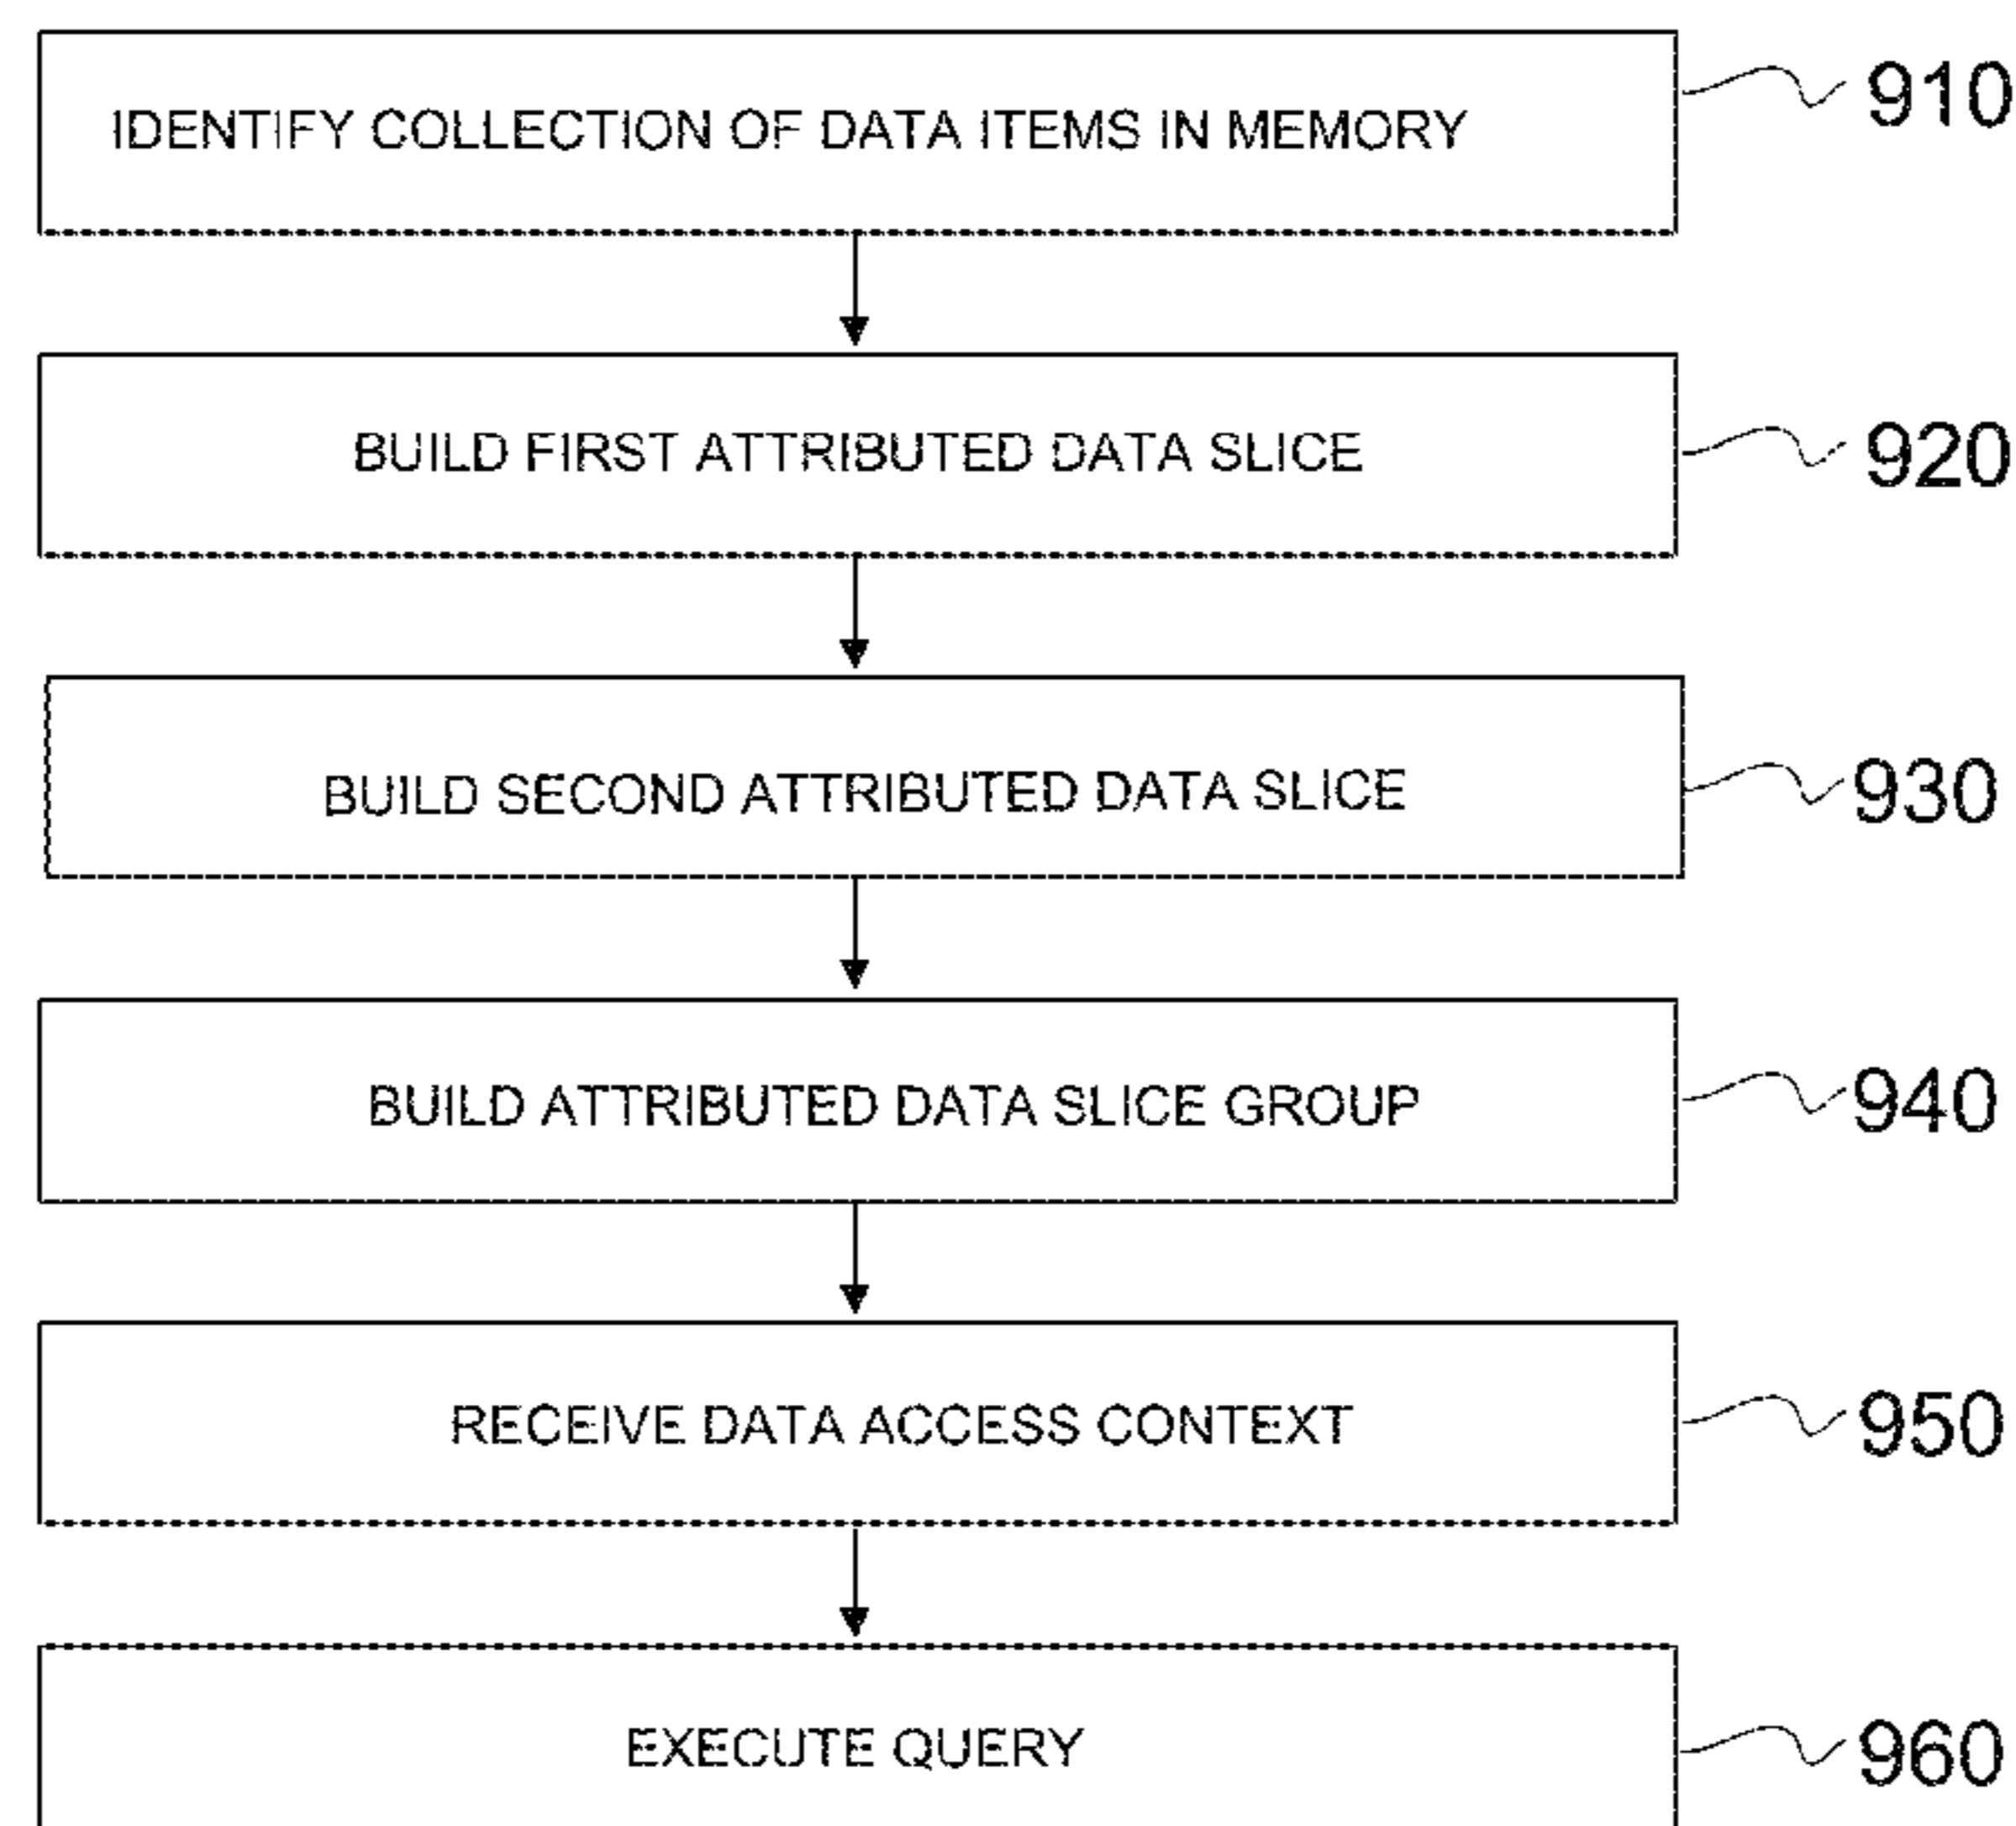 IDENTIFY COLLECTION OF DATA ITEMS IN MEMORY 910
BUILD FIRST ATTRIBUTED DATA SLICE 920
BUILD SECOND ATTRIBUTED DATA SLICE 930
BUILD ATTRIBUTED DATA SLICE GROUP 940
RECEIVE DATA ACCESS CONTEXT 950
EXECUTE QUERY 960